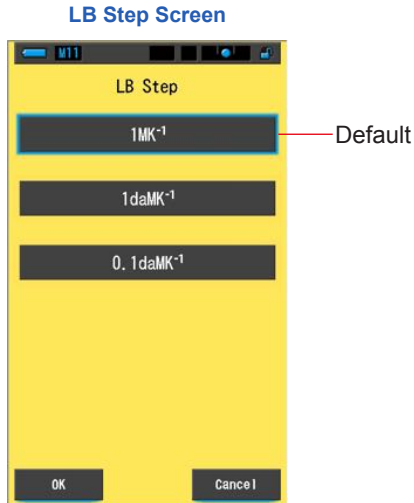 LB Step Screen
M11
LB Step
1MK⁻¹
Default
1daMK⁻¹
0.1daMK⁻¹
OK
Cancel